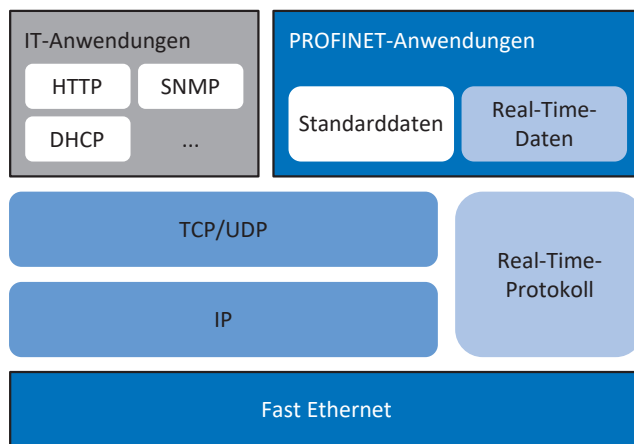 IT-Anwendungen
HTTP
SNMP
DHCP
...
PROFINET-Anwendungen
Standarddaten
Real-Time-
Daten
TCP/UDP
IP
Real-Time-
Protokoll
Fast Ethernet